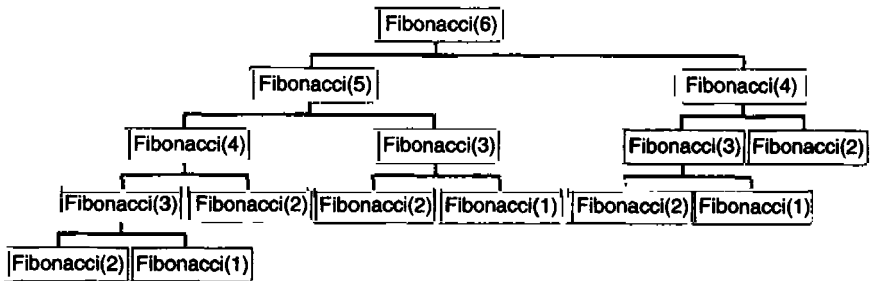 Fibonacci(6)
Fibonacci(5) Fibonacci(4)
Fibonacci(4) Fibonacci(3) Fibonacci(3) Fibonacci(2)
Fibonacci(3) Fibonacci(2) Fibonacci(2) Fibonacci(1) Fibonacci(2) Fibonacci(1)
Fibonacci(2) Fibonacci(1)